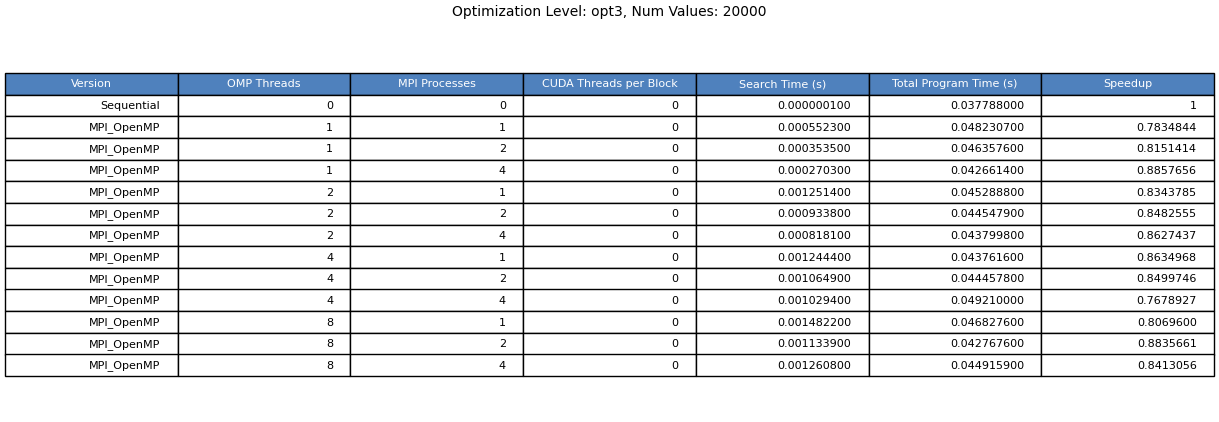 Optimization Level: opt3, Num Values: 20000
Version OMP Threads MPI Processes CUDA Threads per Block Search Time (s) Total Program Time (s) Speedup
Sequential 0 0 0 0.000000100 0.037788000 1
MPI_OpenMP 1 1 0 0.000552300 0.048230700 0.7834844
MPI_OpenMP 1 2 0 0.000353500 0.046357600 0.8151414
MPI_OpenMP 1 4 0 0.000270300 0.042661400 0.8857656
MPI_OpenMP 2 1 0 0.001251400 0.045288800 0.8343785
MPI_OpenMP 2 2 0 0.000933800 0.044547900 0.8482555
MPI_OpenMP 2 4 0 0.000818100 0.043799800 0.8627437
MPI_OpenMP 4 1 0 0.001244400 0.043761600 0.8634968
MPI_OpenMP 4 2 0 0.001064900 0.044457800 0.8499746
MPI_OpenMP 4 4 0 0.001029400 0.049210000 0.7678927
MPI_OpenMP 8 1 0 0.001482200 0.046827600 0.8069600
MPI_OpenMP 8 2 0 0.001133900 0.042767600 0.8835661
MPI_OpenMP 8 4 0 0.001260800 0.044915900 0.8413056